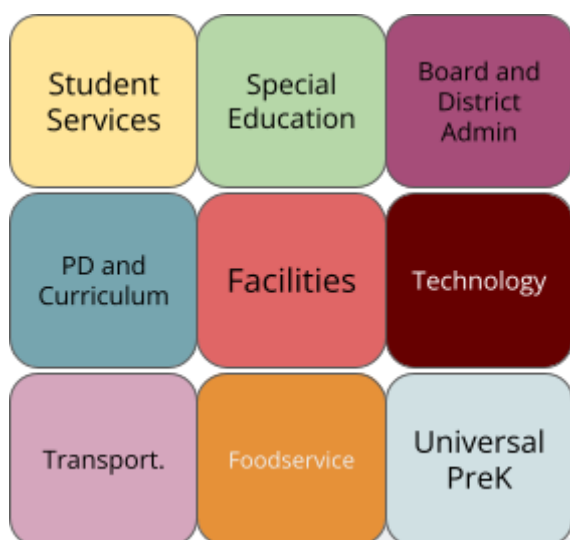 Student
Services
Special
Education
Board and
District
Admin
PD and
Curriculum
Facilities
Technology
Transport.
Foodservice
Universal
PreK